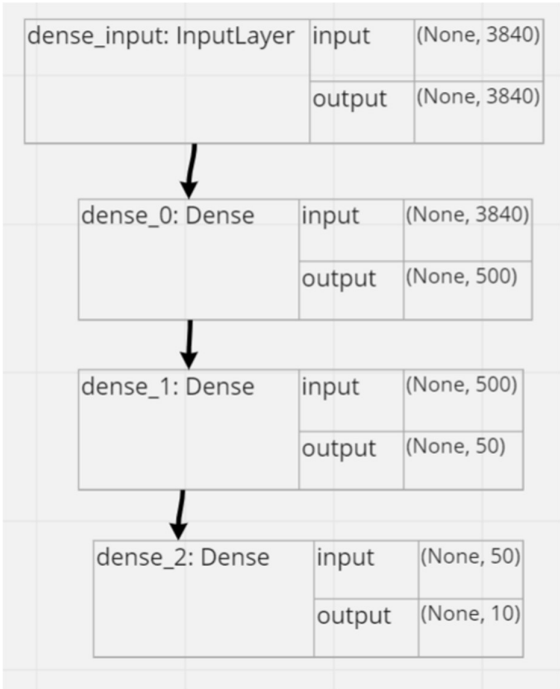 dense_input: InputLayer input (None, 3840)
output (None, 3840)
dense_0: Dense input (None, 3840)
output (None, 500)
dense_1: Dense input (None, 500)
output (None, 50)
dense_2: Dense input (None, 50)
output (None, 10)